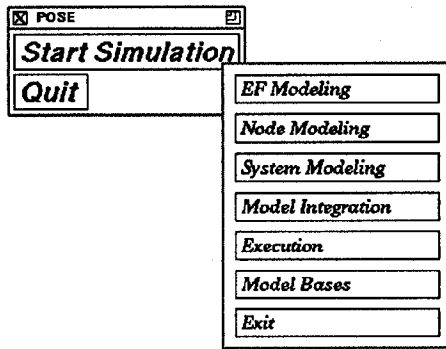 POSE
Start Simulation
Quit
EF Modeling
Node Modeling
System Modeling
Model Integration
Execution
Model Bases
Exit